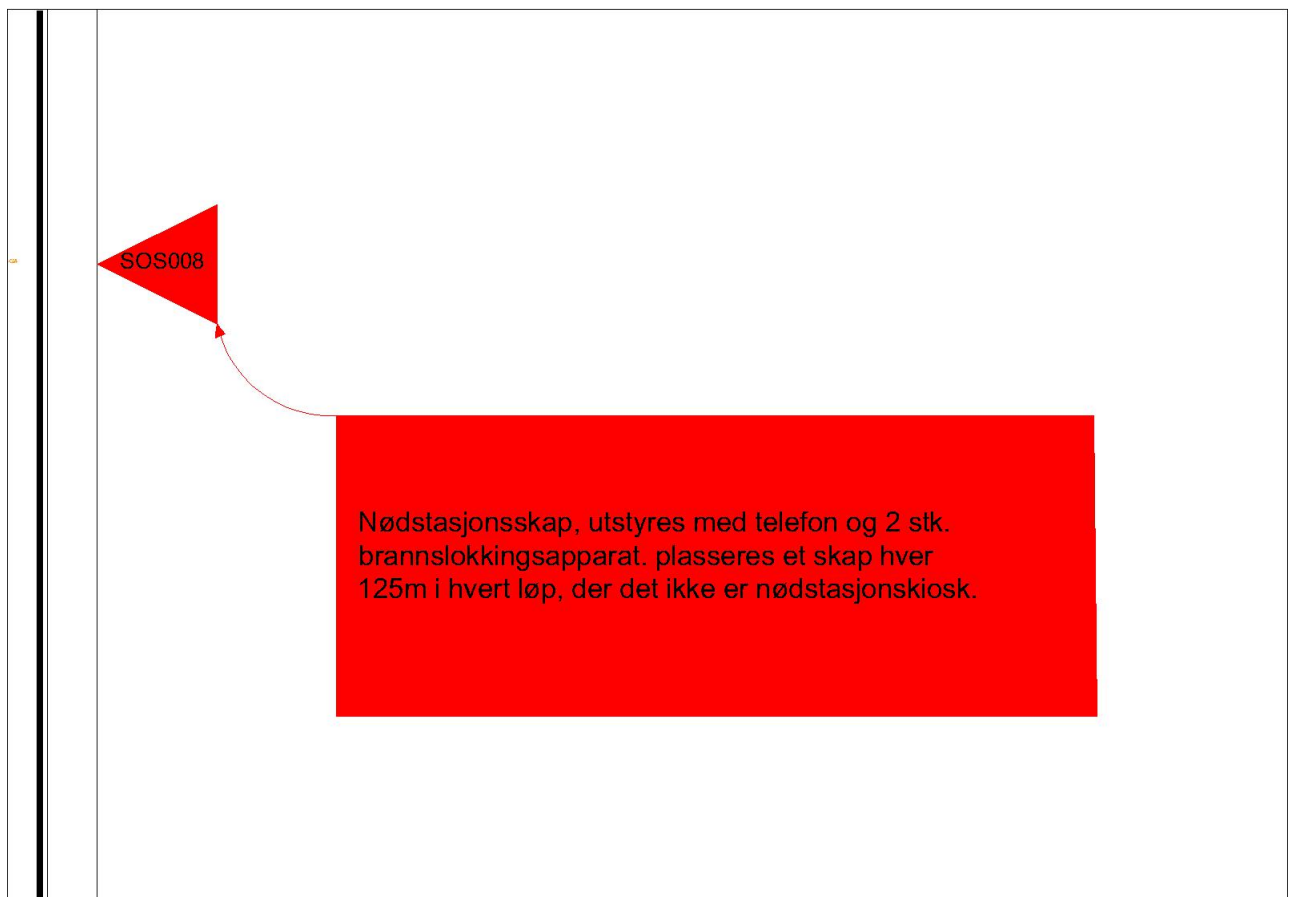 SOS008
Nødstasjonsskap, utstyres med telefon og 2 stk.
brannslokkingsapparat. plasseres et skap hver
125m i hvert løp, der det ikke er nødstasjonskiosk.